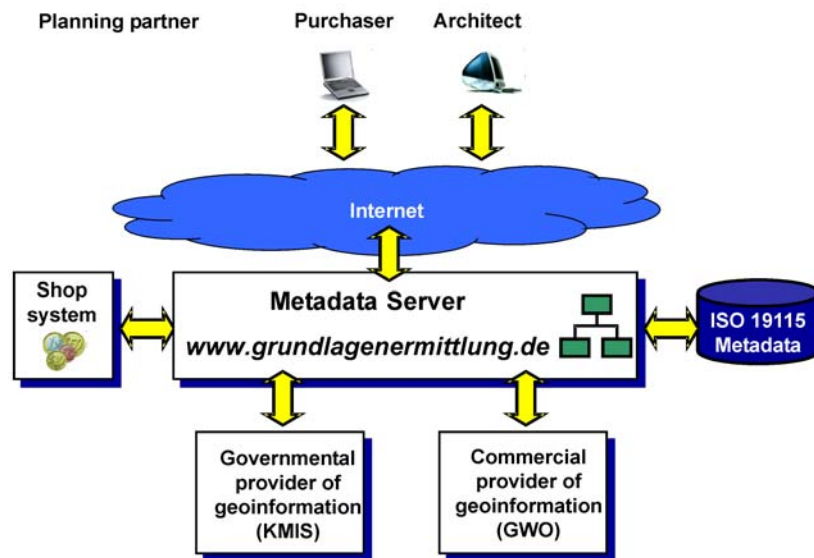 Planning partner
Purchaser
Architect
Internet
Shop
system
Metadata Server
www.grundlagenermittlung.de
ISO 19115
Metadata
Governmental
provider of
geoinformation
(KMIS)
Commercial
provider of
geoinformation
(GWO)